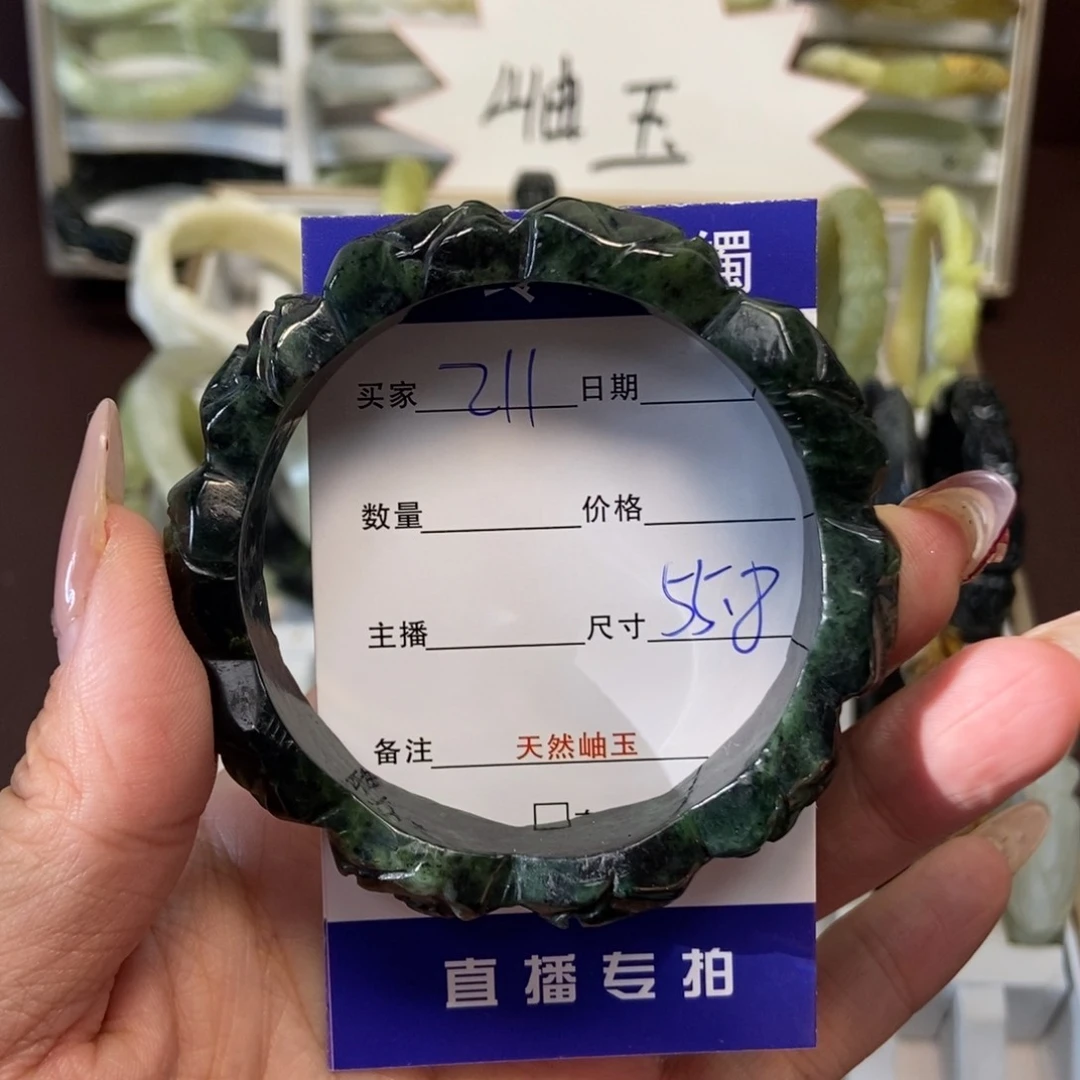 岫玉
镯
买家 211 日期
数量 价格
主播 尺寸 55.8
备注 天然岫玉
直播专拍